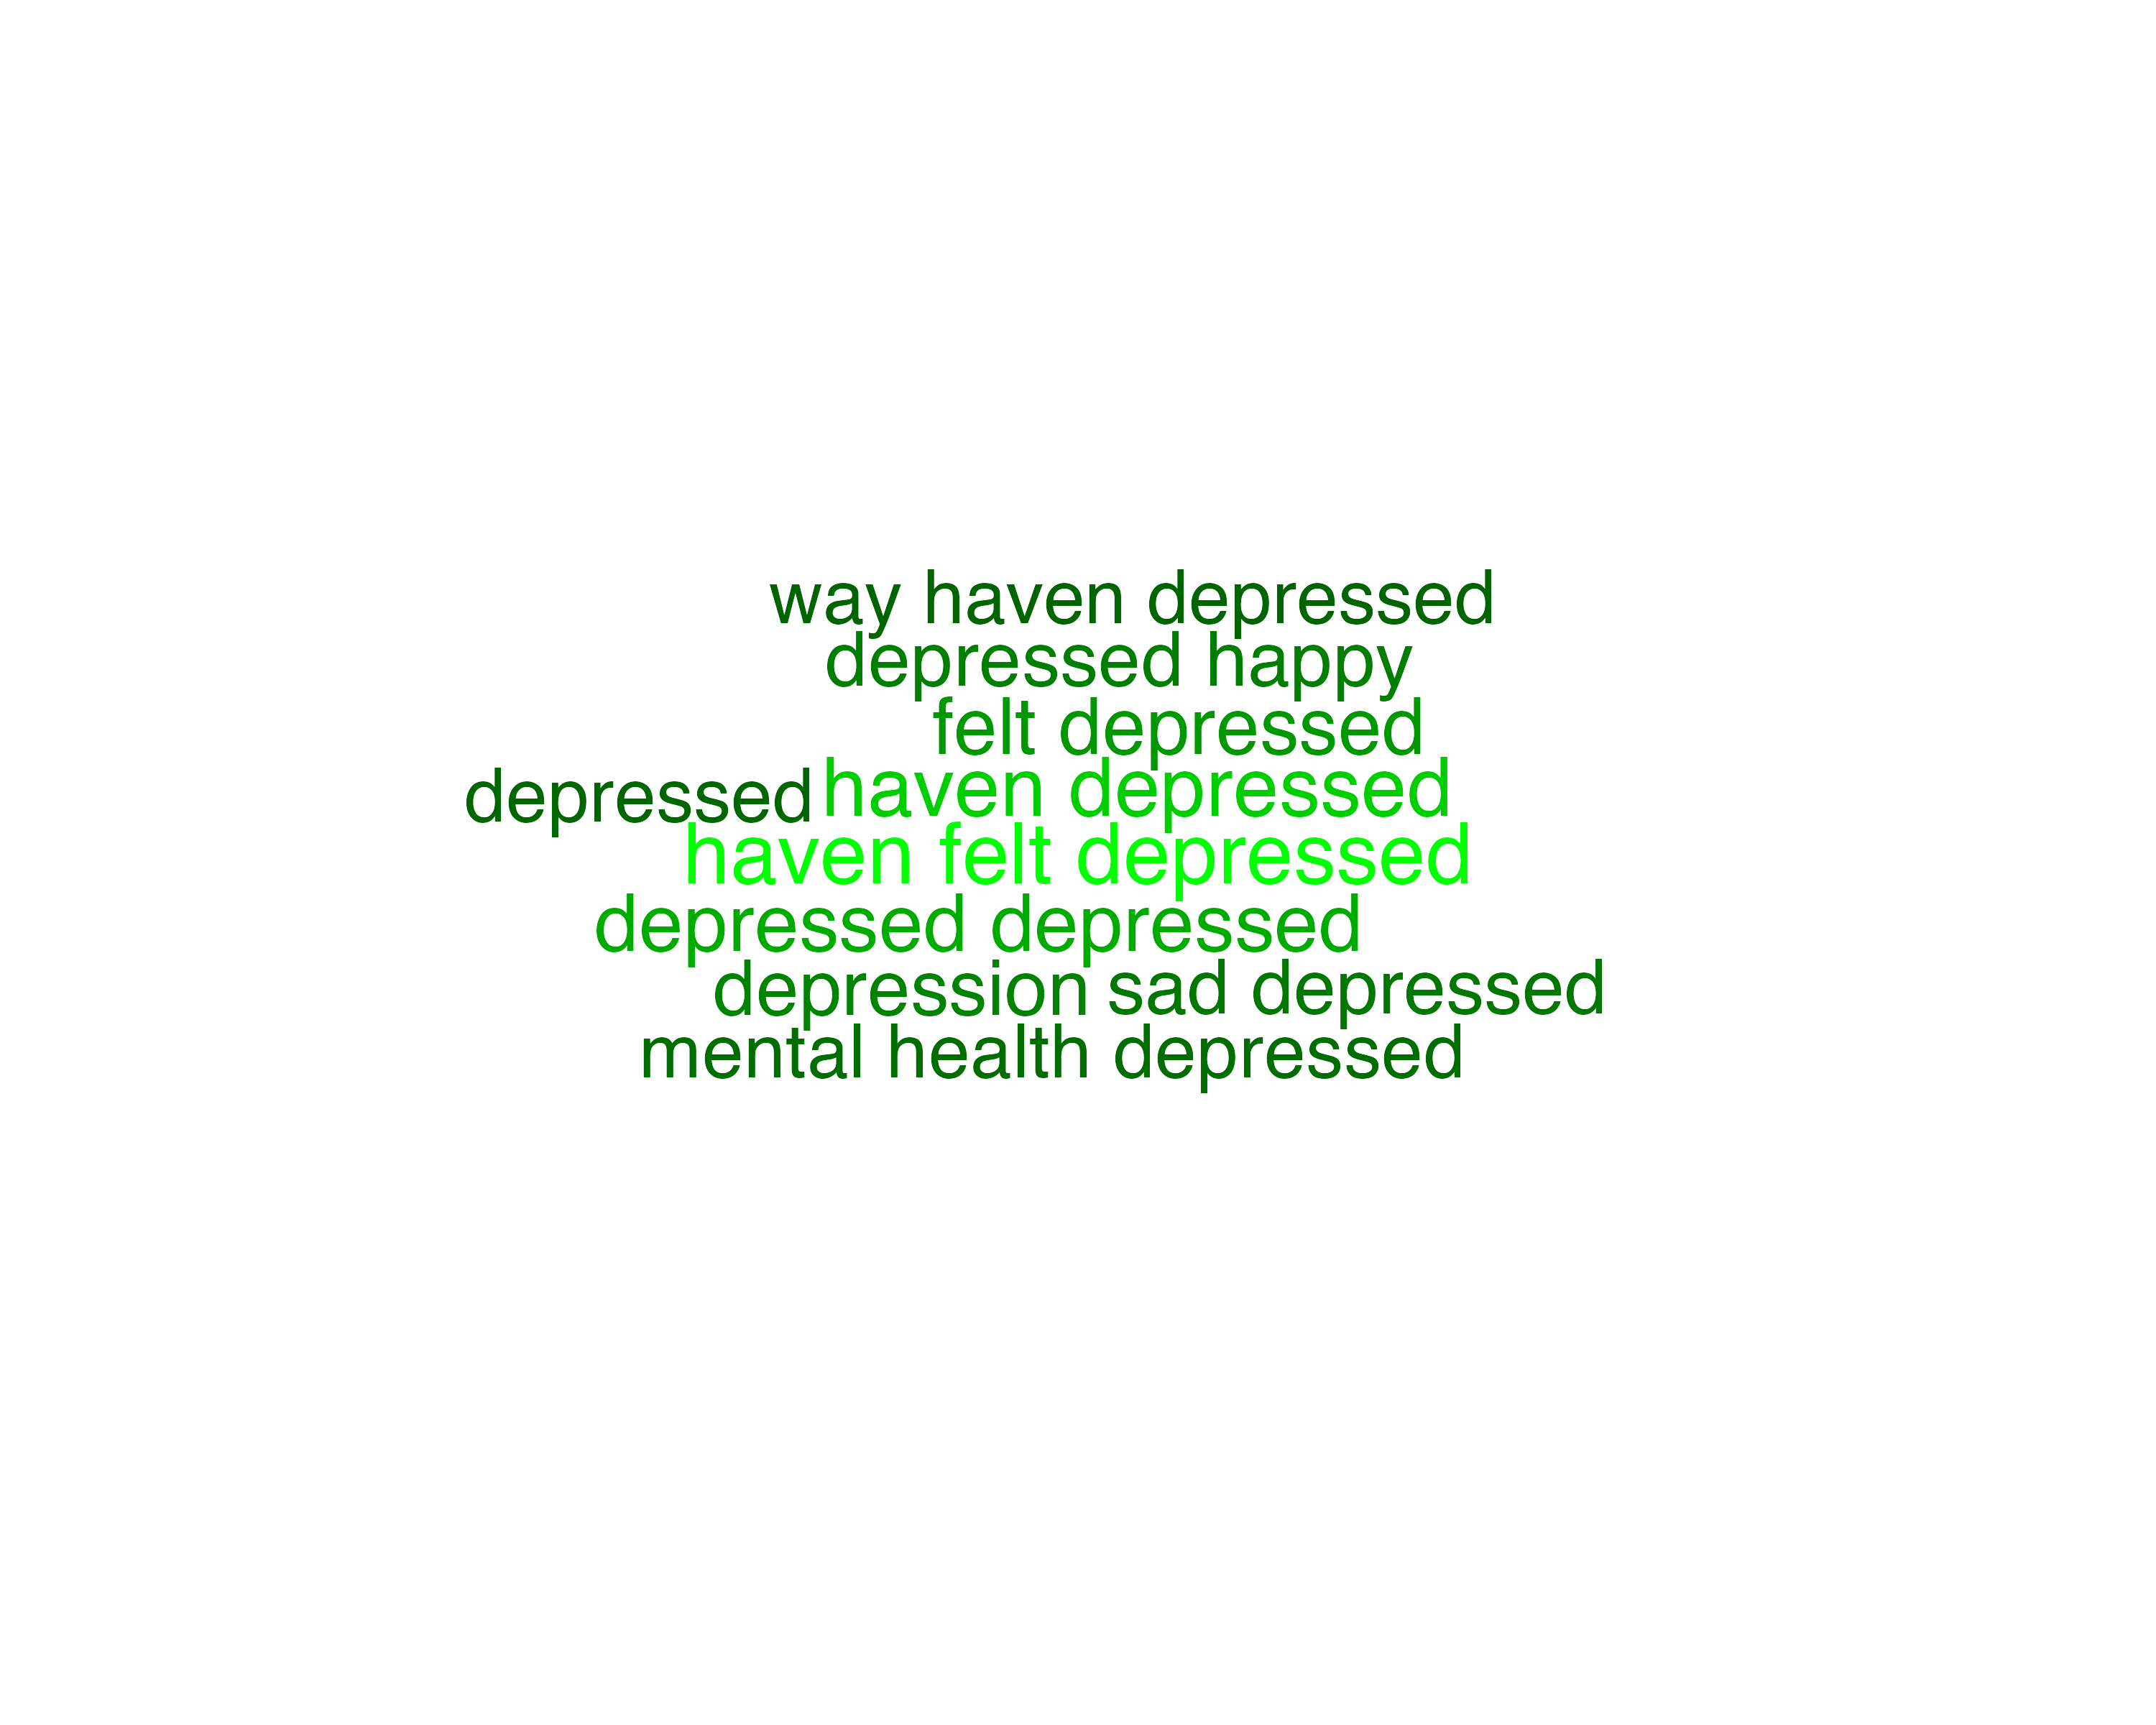 way haven depressed
depressed happy
felt depressed
depressed haven depressed
haven felt depressed
depressed depressed
depression sad depressed
mental health depressed